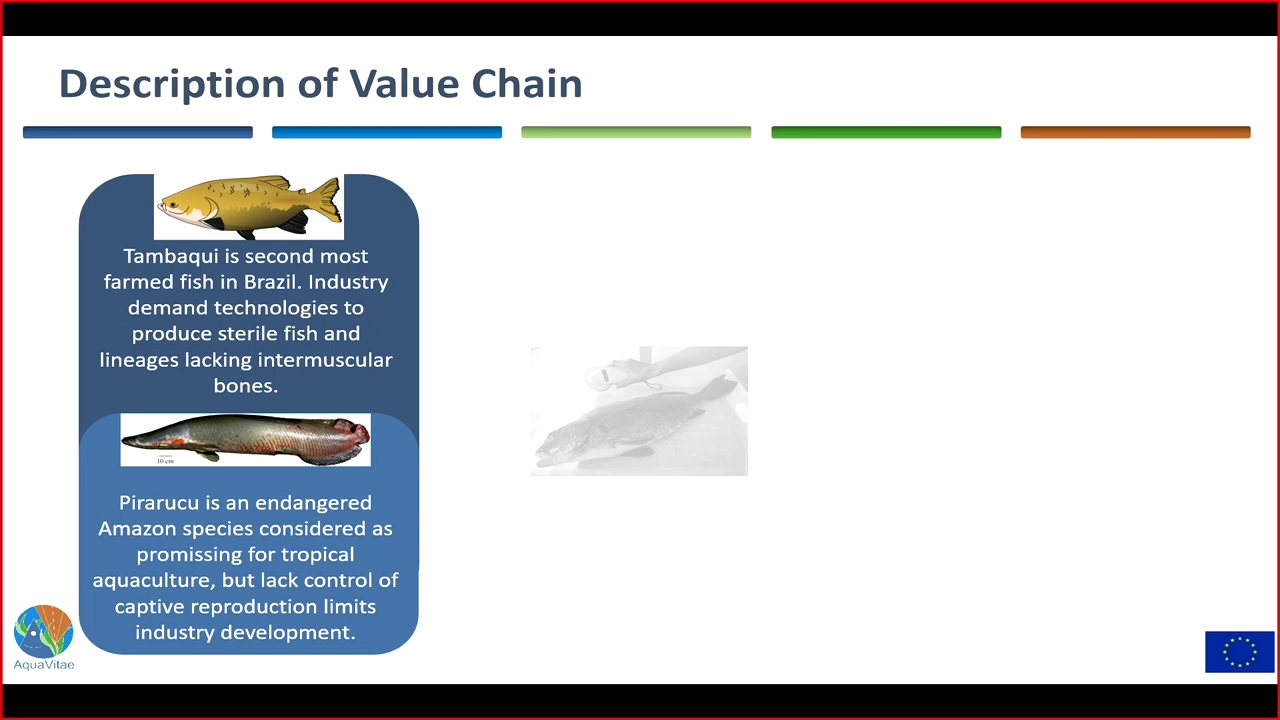 Description of Value Chain
Tambaqui is second most
farmed fish in Brazil. Industry
demand technologies to
produce sterile fish and
lineages lacking intermuscular
bones.
10 cm
Pirarucu is an endangered
Amazon species considered as
promissing for tropical
aquaculture, but lack control of
captive reproduction limits
industry development.
AquaVitae